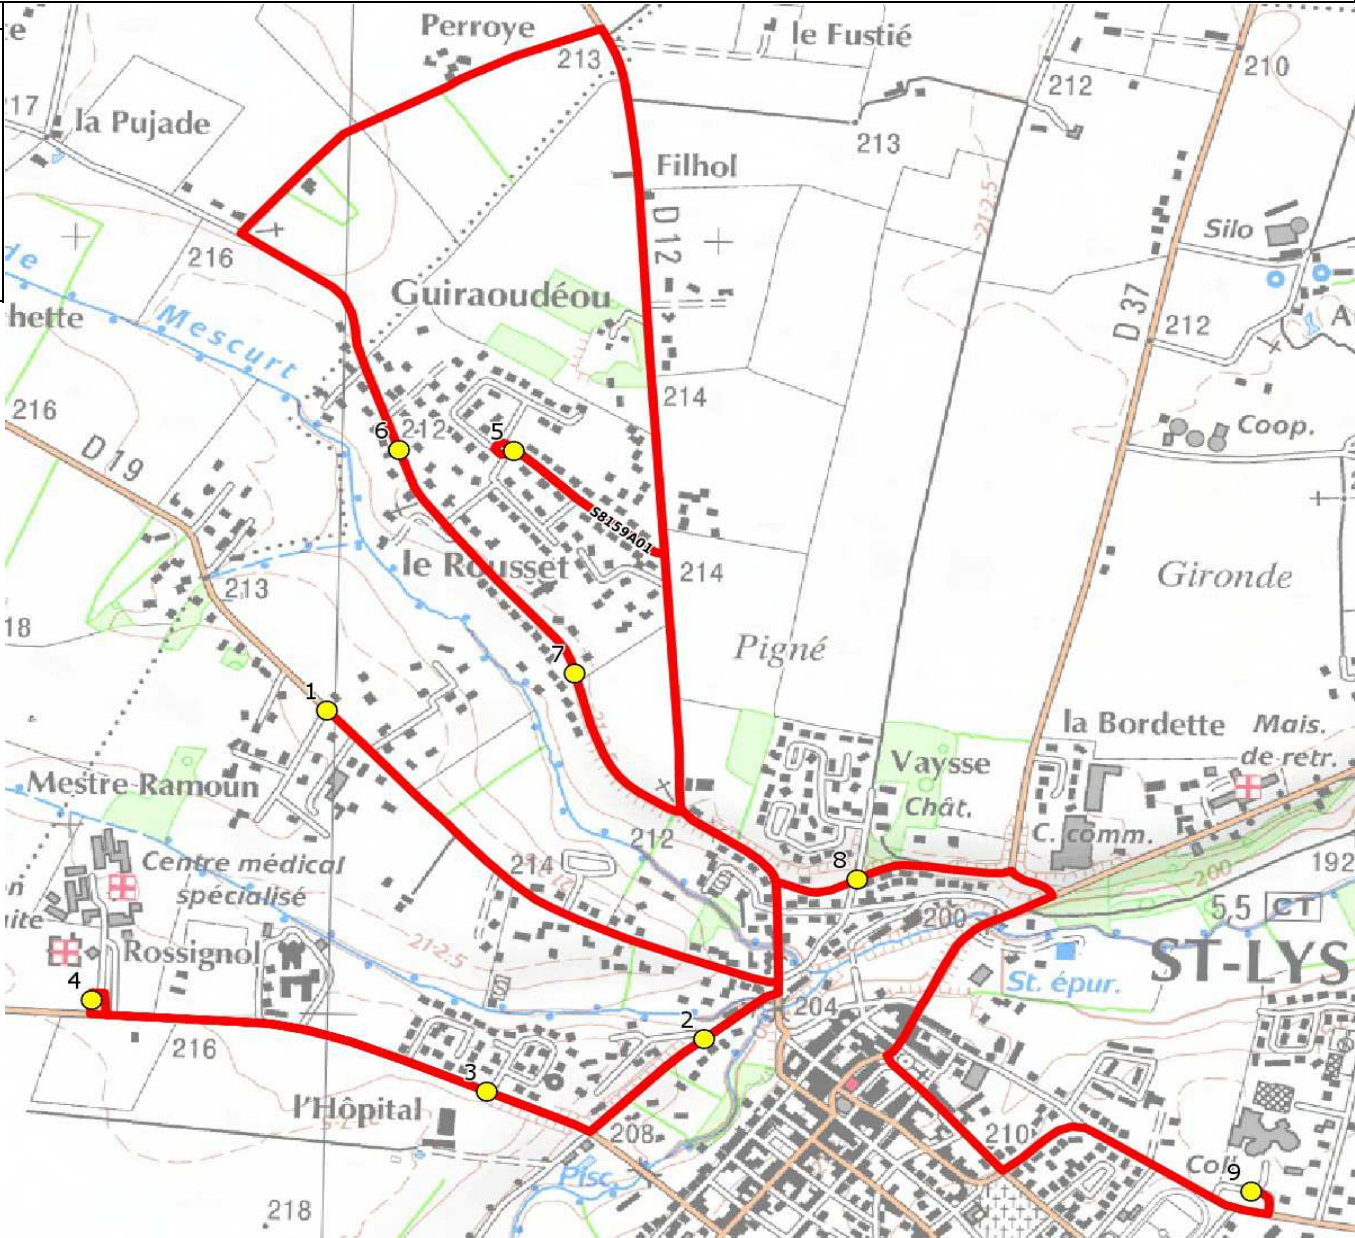 Perroye
213
le Fustié
212
210
la Pujade
213
Filhol
D 12
212.5
216
Silo
de
Mescurt
Guiraoudéou
hette
D 37
212
A
216
214
Coop.
D 19
6
212
5
S8159A01
le Rousset
214
Gironde
213
18
Pigné
7
1
la Bordette
Mais.
de retr.
Vaysse
Chât.
Mestre Ramoun
212
C. comm.
Centre médical
spécialisé
214
8
192
200
200
5,5
CT
Rossignol
212.5
ST-LYS
4
St. épur.
2
204
216
3
l'Hôpital
208
210
Coll.
9
Pisc.
218